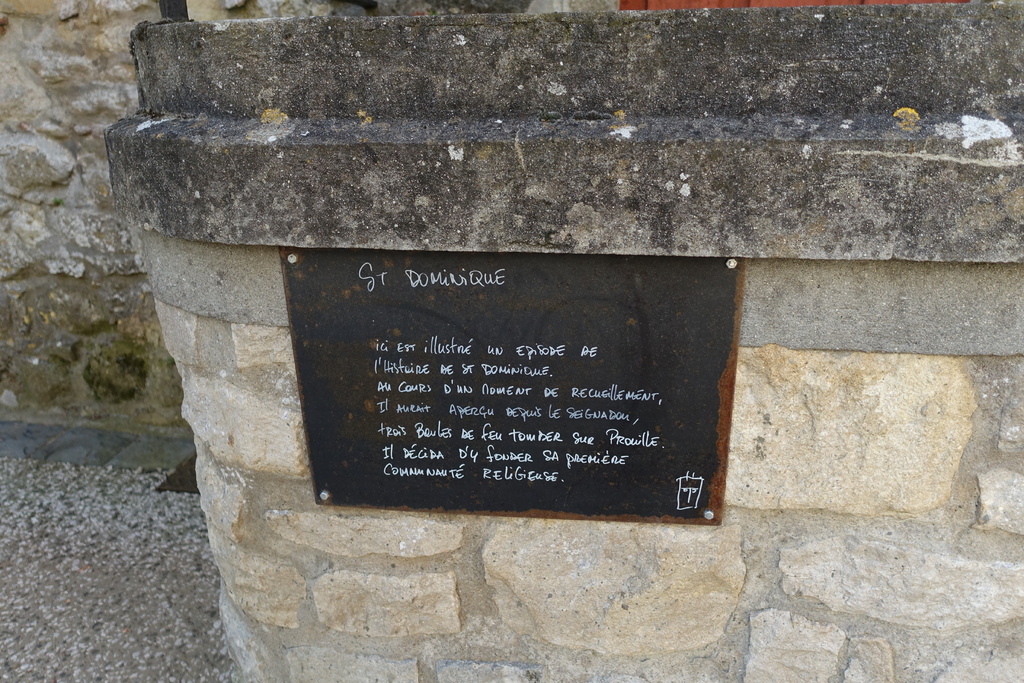 St DOMINIQUE
ici EST illustré UN EPISODE DE
l'HiStoiRE DE St DOMINIQUE.
AU COURS D'UN MOMENT DE RECUEILLEMENT,
Il AURAIT APERÇU DEPUIS LE SEIGNADOU,
tROIS BOULES DE FEU TOMBER SUR PROUILLE.
Il DÉCIDA D'Y FONDER SA PREMIÈRE
COMMUNAUTÉ RELIGIEUSE.